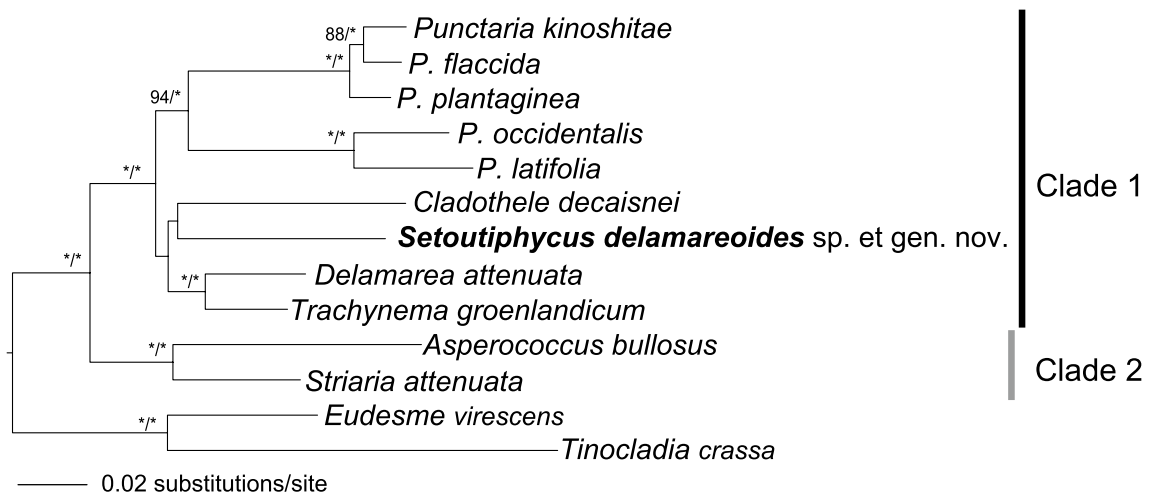 88/*
Punctaria kinoshitae
*/*
P. flaccida
94/*
P. plantaginea
*/*
P. occidentalis
P. latifolia
*/*
Clade 1
Cladothele decaisnei
Setoutiphycus delamareoides sp. et gen. nov.
*/*
*/*
Delamarea attenuata
Trachynema groenlandicum
*/*
Asperococcus bullosus
Clade 2
Striaria attenuata
*/*
Eudesme virescens
Tinocladia crassa
0.02 substitutions/site